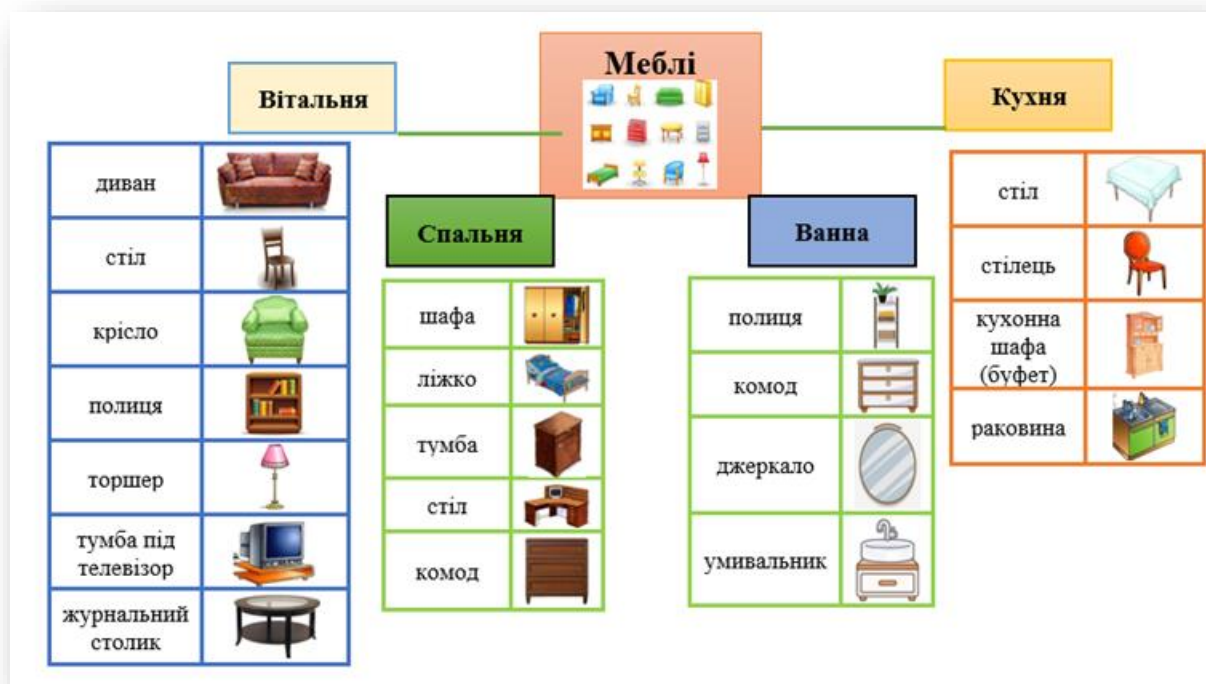 Меблі
Вітальня
диван
стіл
крісло
полиця
торшер
тумба під
телевізор
журнальний
столик
Спальня
шафа
ліжко
тумба
стіл
комод
Ванна
полиця
комод
джеркало
умивальник
Кухня
стіл
стілець
кухонна
шафа
(буфет)
раковина